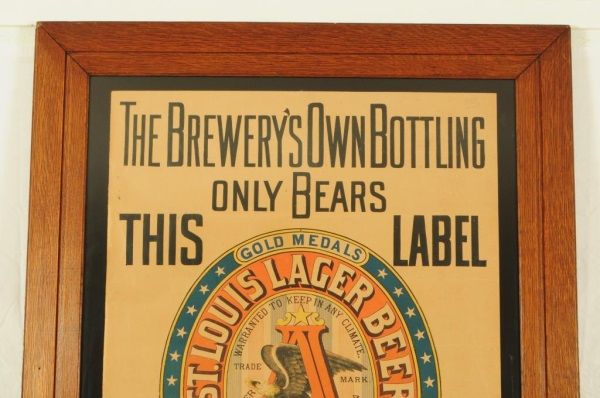 THE BREWERY'S OWN BOTTLING
ONLY BEARS
THIS LABEL
GOLD MEDALS
ST. LOUIS LAGER BEER
WARRANTED TO KEEP IN ANY CLIMATE.
TRADE MARK
A